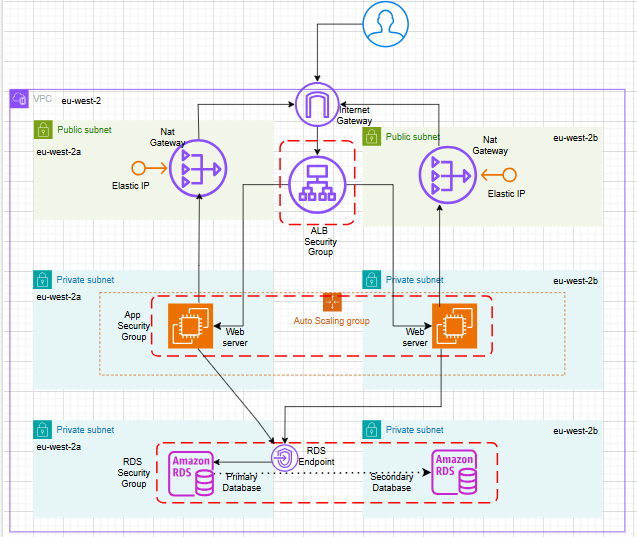 VPC
eu-west-2
Internet
Gateway
Public subnet
eu-west-2a
Nat
Gateway
Elastic IP
Public subnet
eu-west-2b
Nat
Gateway
Elastic IP
ALB
Security
Group
Private subnet
eu-west-2a
Private subnet
eu-west-2b
App
Security
Group
Web
server
Auto Scaling group
Web
server
Private subnet
eu-west-2a
Private subnet
eu-west-2b
RDS
Endpoint
RDS
Security
Group
Amazon
RDS
Primary
Database
Secondary
Database
Amazon
RDS